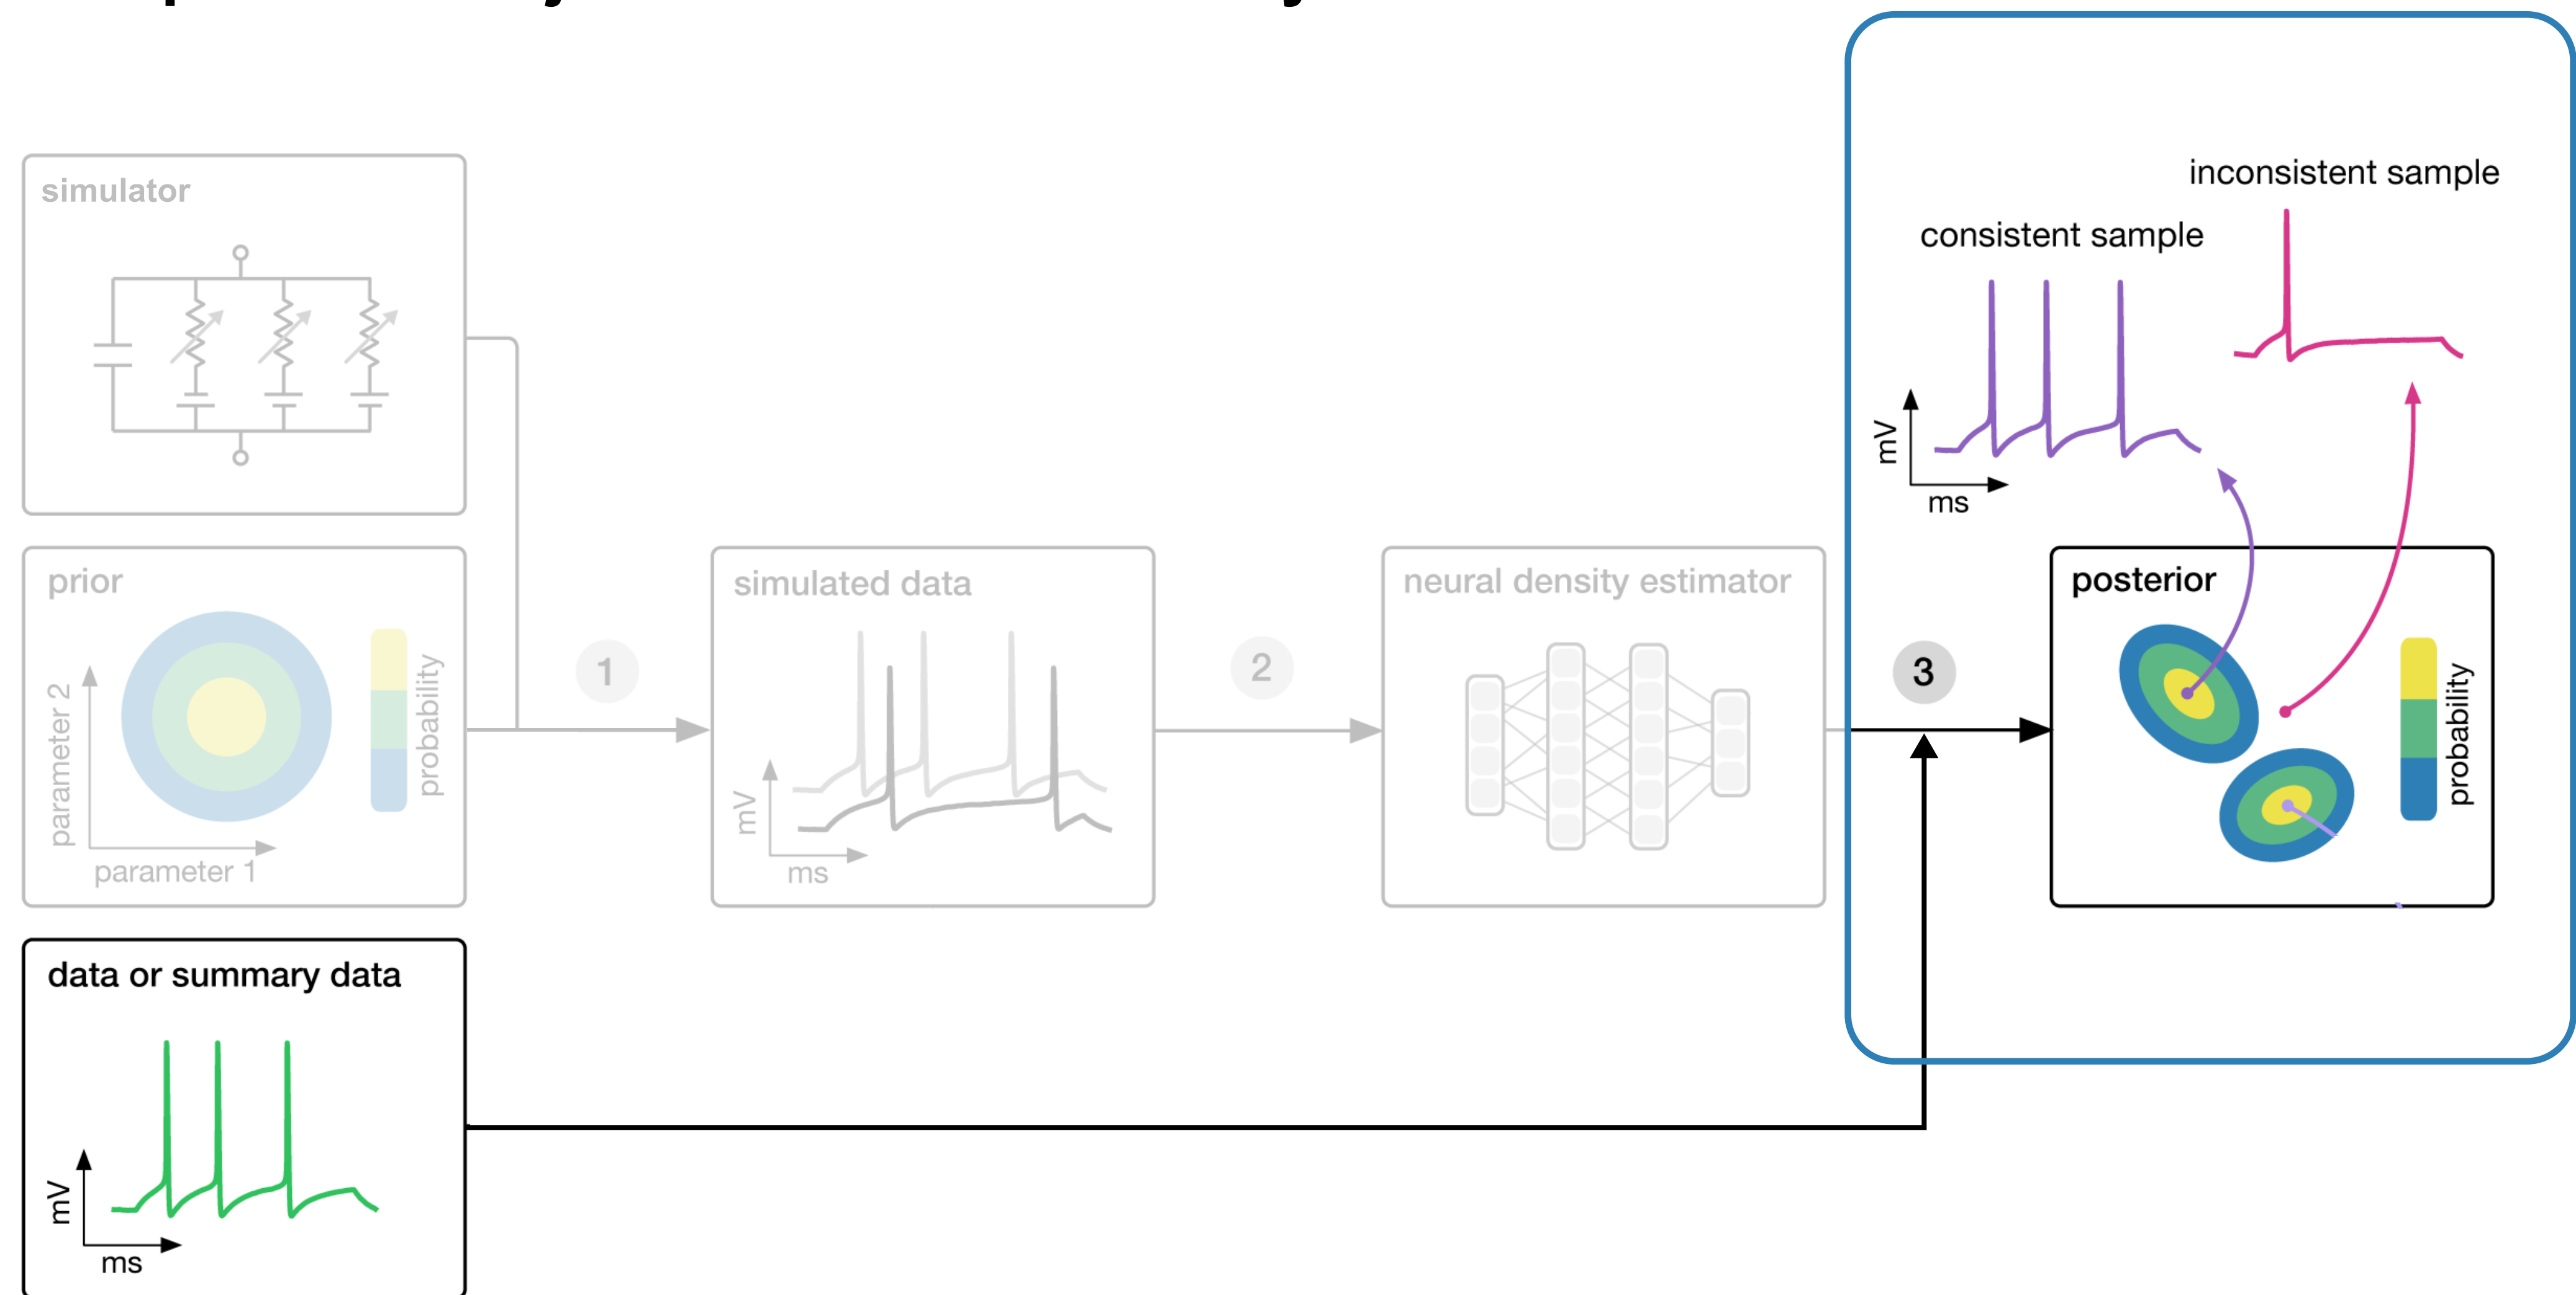 simulator
prior
parameter 2
parameter 1
probability
1
simulated data
mV
ms
2
neural density estimator
3
inconsistent sample
consistent sample
mV
ms
posterior
probability
data or summary data
mV
ms